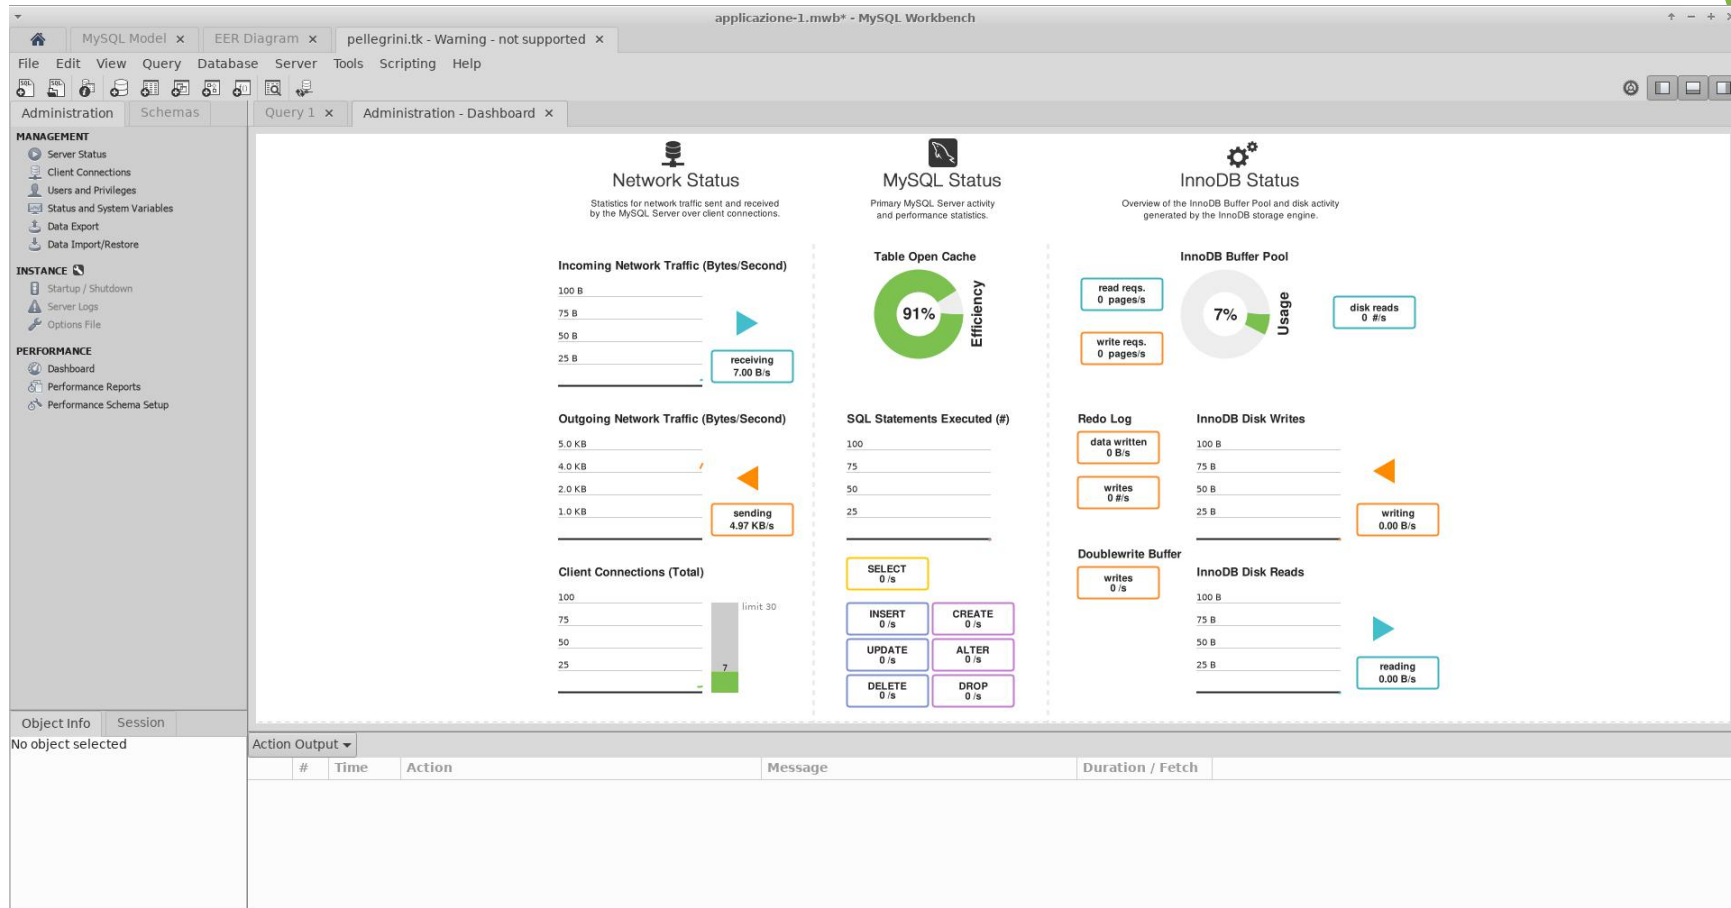 applicazione-1.mwb* - MySQL Workbench
MySQL Model
EER Diagram
pellegrini.tk - Warning - not supported
File Edit View Query Database Server Tools Scripting Help
Administration Schemas
Query 1
Administration - Dashboard
MANAGEMENT
Server Status
Client Connections
Users and Privileges
Status and System Variables
Data Export
Data Import/Restore
INSTANCE
Startup / Shutdown
Server Logs
Options File
PERFORMANCE
Dashboard
Performance Reports
Performance Schema Setup
Network Status
Statistics for network traffic sent and received
by the MySQL Server over client connections.
Incoming Network Traffic (Bytes/Second)
100 B
75 B
50 B
25 B
receiving
7.00 B/s
Outgoing Network Traffic (Bytes/Second)
5.0 KB
4.0 KB
2.0 KB
1.0 KB
sending
4.97 KB/s
Client Connections (Total)
100
75
50
25
limit 30
7
MySQL Status
Primary MySQL Server activity
and performance statistics.
Table Open Cache
91%
Efficiency
SQL Statements Executed (#)
100
75
50
25
SELECT
0 /s
INSERT
0 /s
CREATE
0 /s
UPDATE
0 /s
ALTER
0 /s
DELETE
0 /s
DROP
0 /s
InnoDB Status
Overview of the InnoDB Buffer Pool and disk activity
generated by the InnoDB storage engine.
InnoDB Buffer Pool
read reqs.
0 pages/s
write reqs.
0 pages/s
7%
Usage
disk reads
0 #/s
Redo Log
data written
0 B/s
writes
0 #/s
InnoDB Disk Writes
100 B
75 B
50 B
25 B
writing
0.00 B/s
Doublewrite Buffer
writes
0 /s
InnoDB Disk Reads
100 B
75 B
50 B
25 B
reading
0.00 B/s
Object Info Session
No object selected
Action Output
# Time Action Message Duration / Fetch